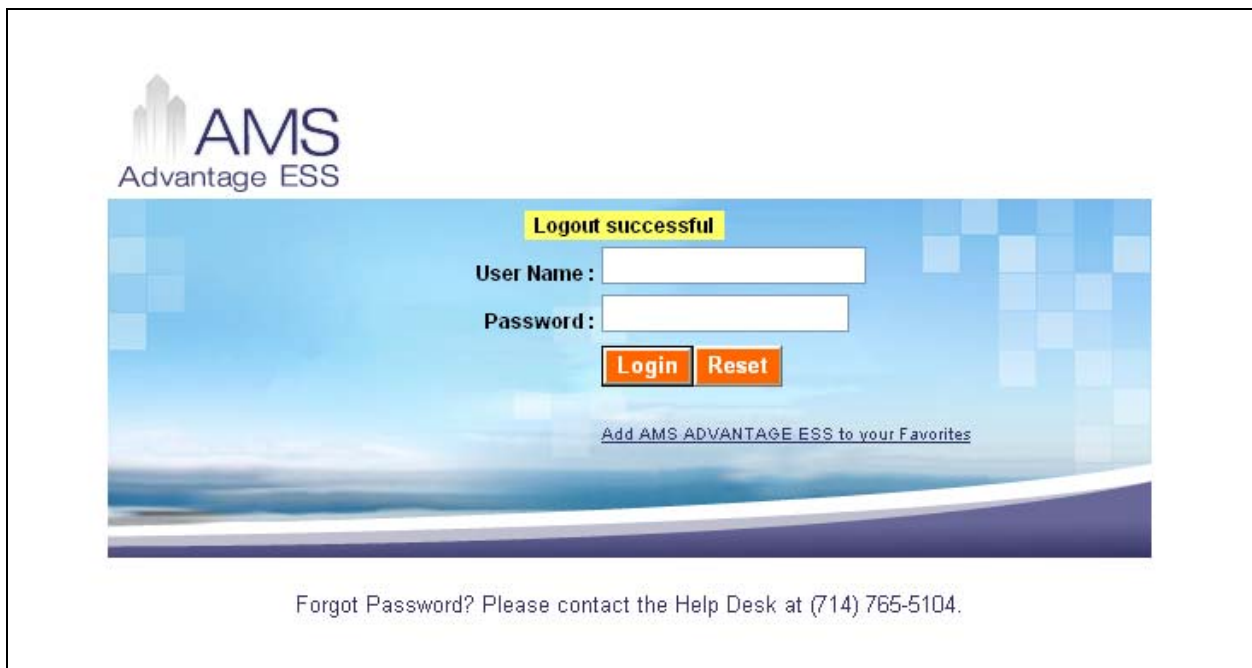 AMS
Advantage ESS
Logout successful
User Name :
Password :
Login Reset
Add AMS ADVANTAGE ESS to your Favorites
Forgot Password? Please contact the Help Desk at (714) 765-5104.